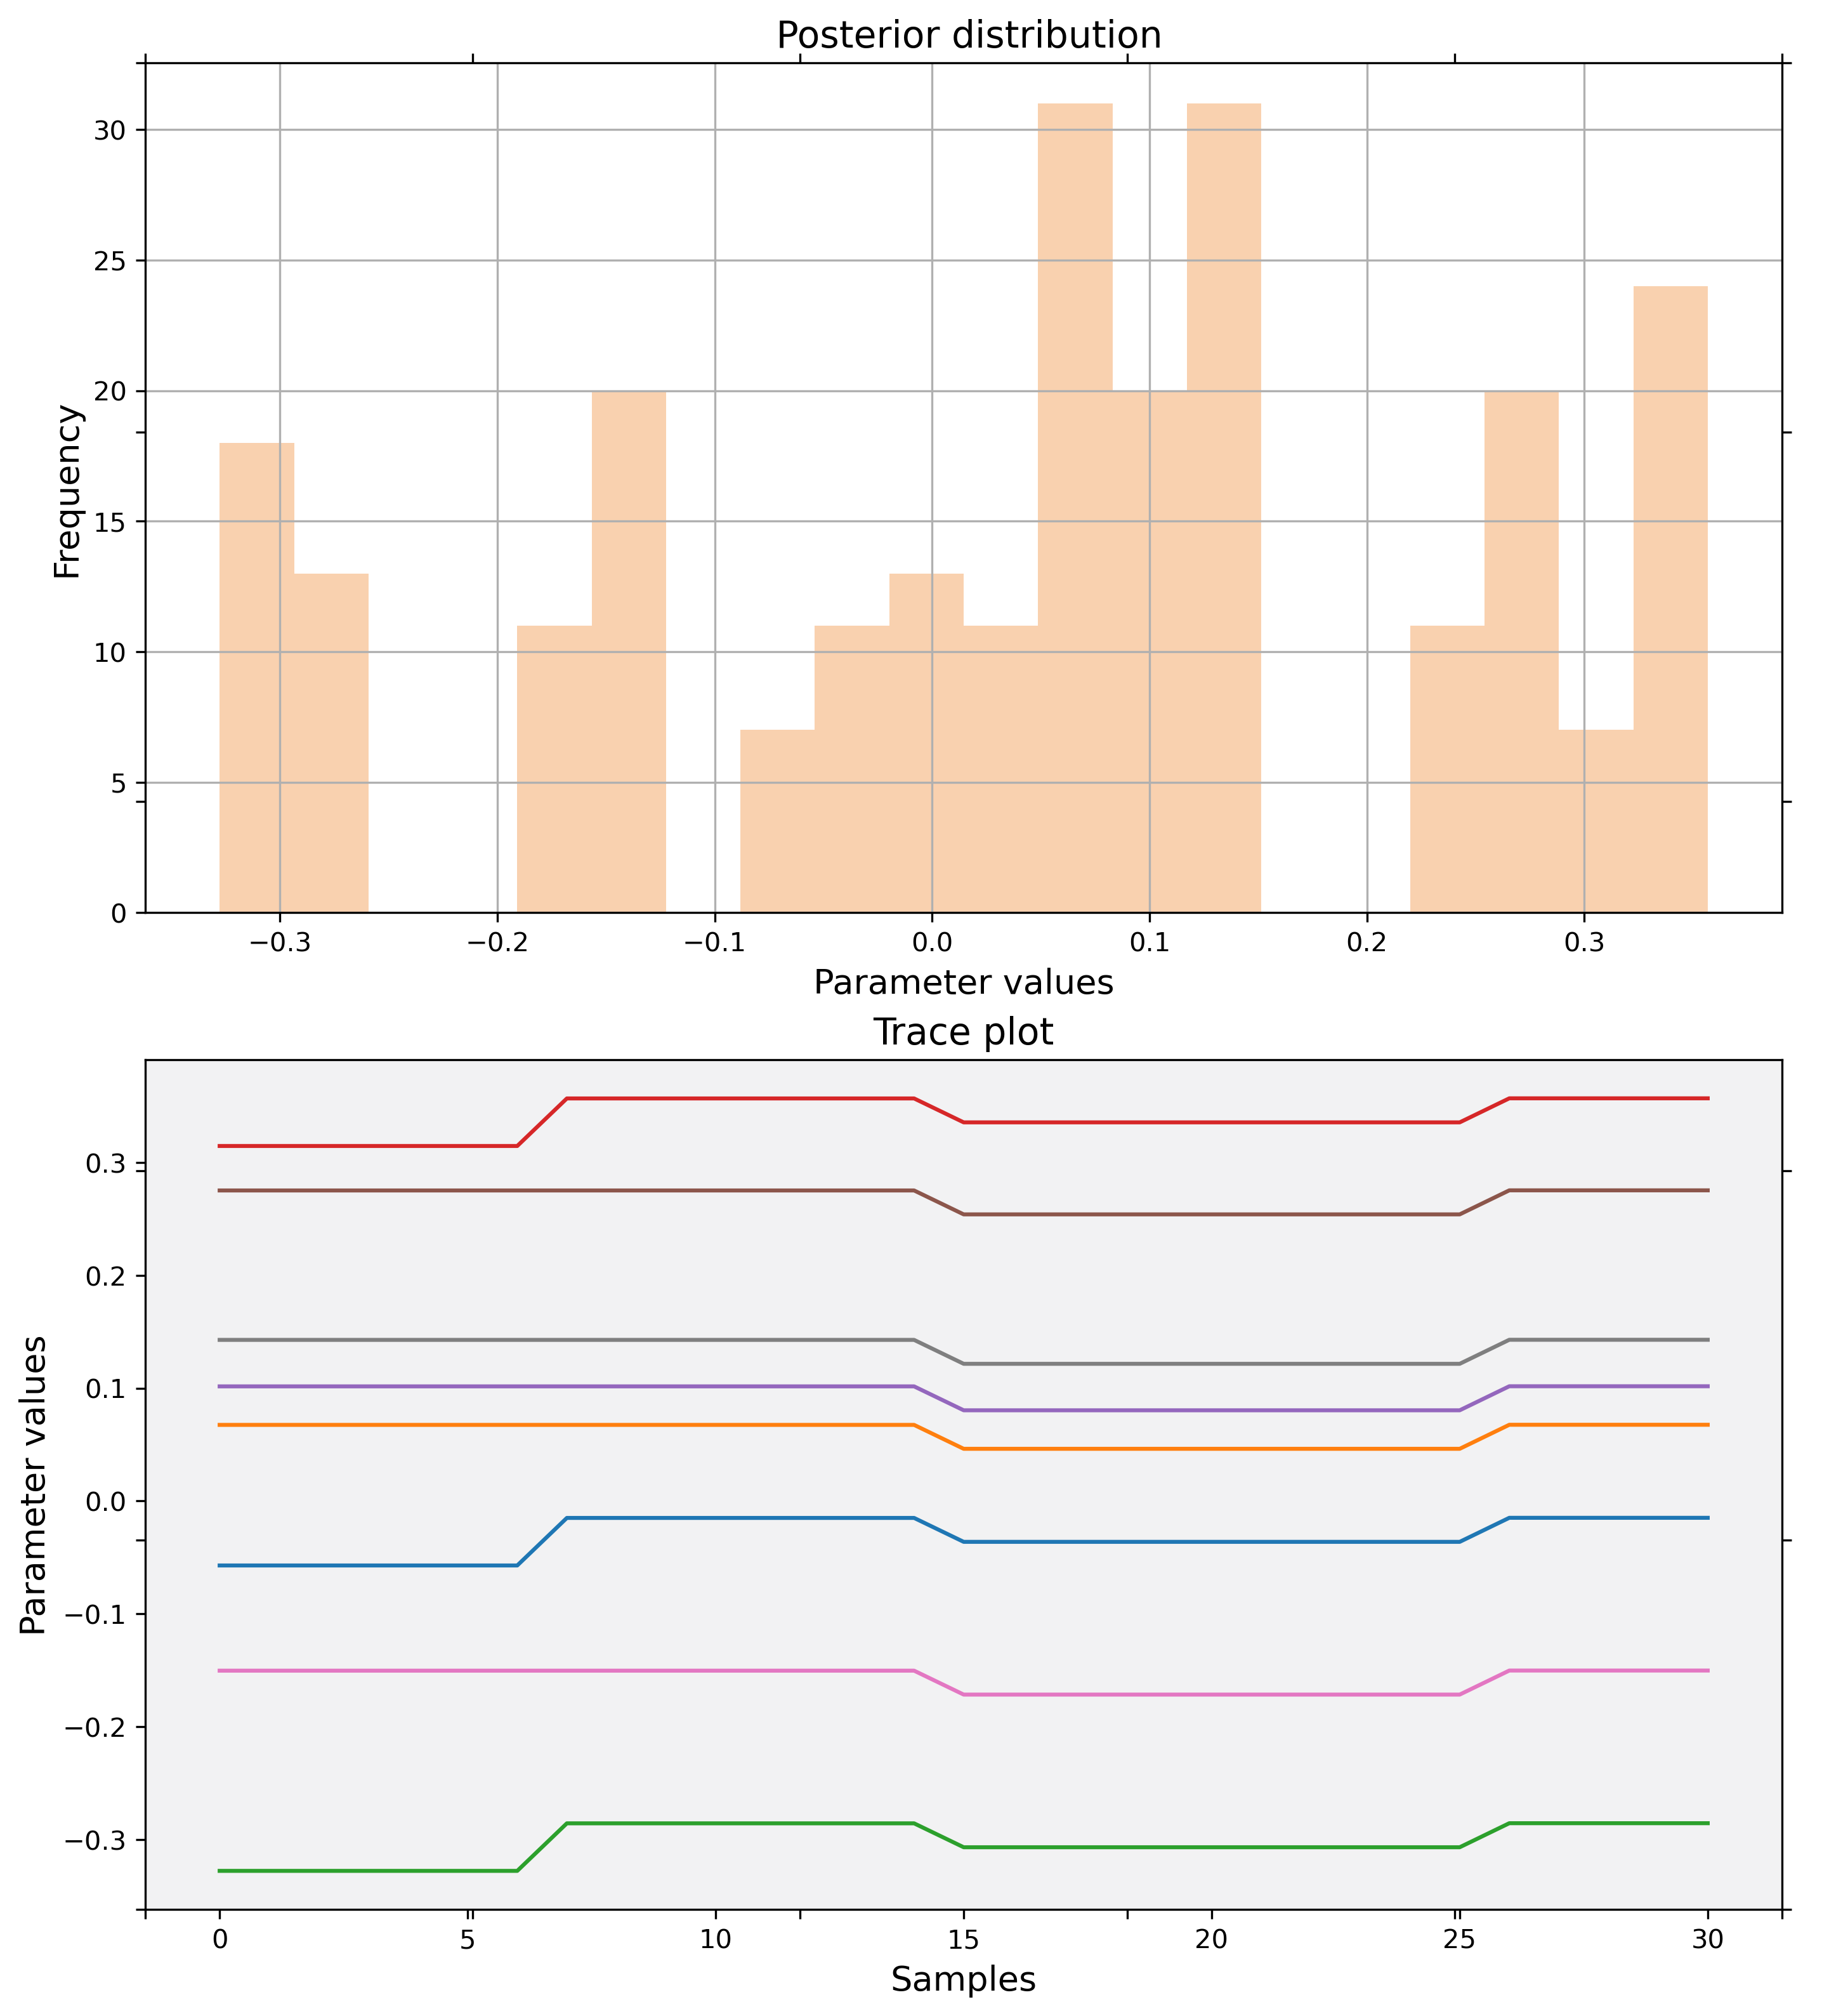 Posterior distribution
30
25
20
15
10
5
0
Frequency
−0.3 −0.2 −0.1 0.0 0.1 0.2 0.3
Parameter values
Trace plot
0.3
0.2
0.1
0.0
−0.1
−0.2
−0.3
Parameter values
0 5 10 15 20 25 30
Samples